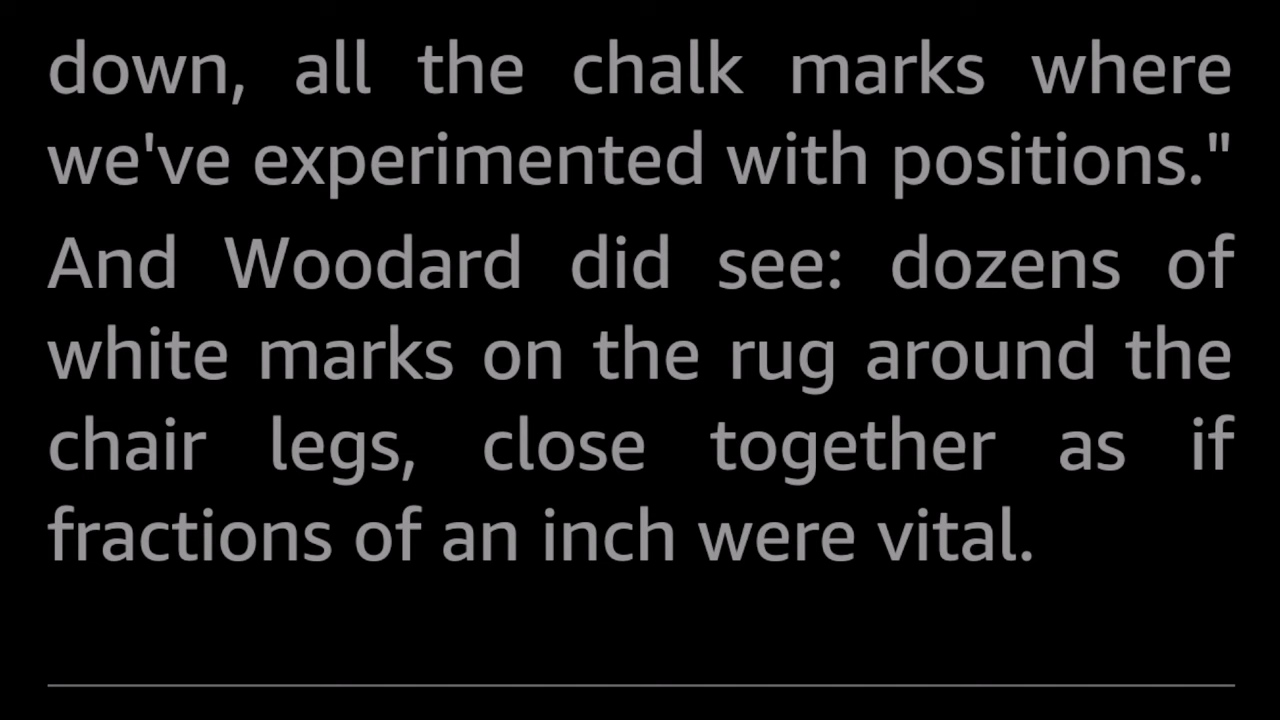 down, all the chalk marks where
we've experimented with positions."
And Woodard did see: dozens of
white marks on the rug around the
chair legs, close together as if
fractions of an inch were vital.